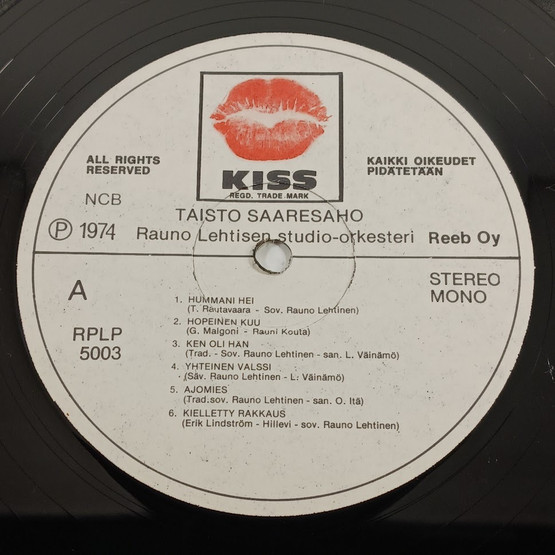 KISS
REGD. TRADE MARK
ALL RIGHTS
RESERVED
KAIKKI OIKEUDET
PIDÄTETÄÄN
NCB
TAISTO SAARESAHO
Ⓟ 1974 Rauno Lehtisen studio-orkesteri Reeb Oy
A
STEREO
MONO
RPLP
5003
1. HUMMANI HEI
(T. Rautavaara - Sov. Rauno Lehtinen)
2. HOPEINEN KUU
(G. Malgoni - Rauni Kouta)
3. KEN OLI HAN
(Trad. - Sov. Rauno Lehtinen - san. L. Väinämö)
4. YHTEINEN VALSSI
(Säv. Rauno Lehtinen - L. Väinämö)
5. AJOMIES
(Trad.sov. Rauno Lehtinen - san. O. Itä)
6. KIELLETTY RAKKAUS
(Erik Lindström - Hillevi - sov. Rauno Lehtinen)